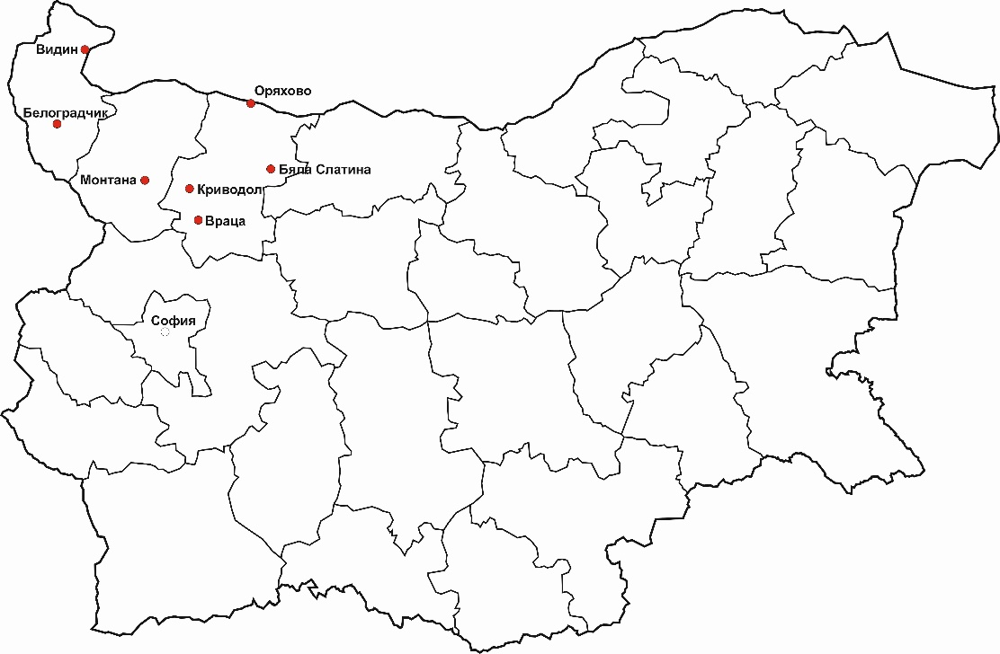 Видин
Оряхово
Белоградчик
Бяла Слатина
Монтана
Криводол
Враца
София